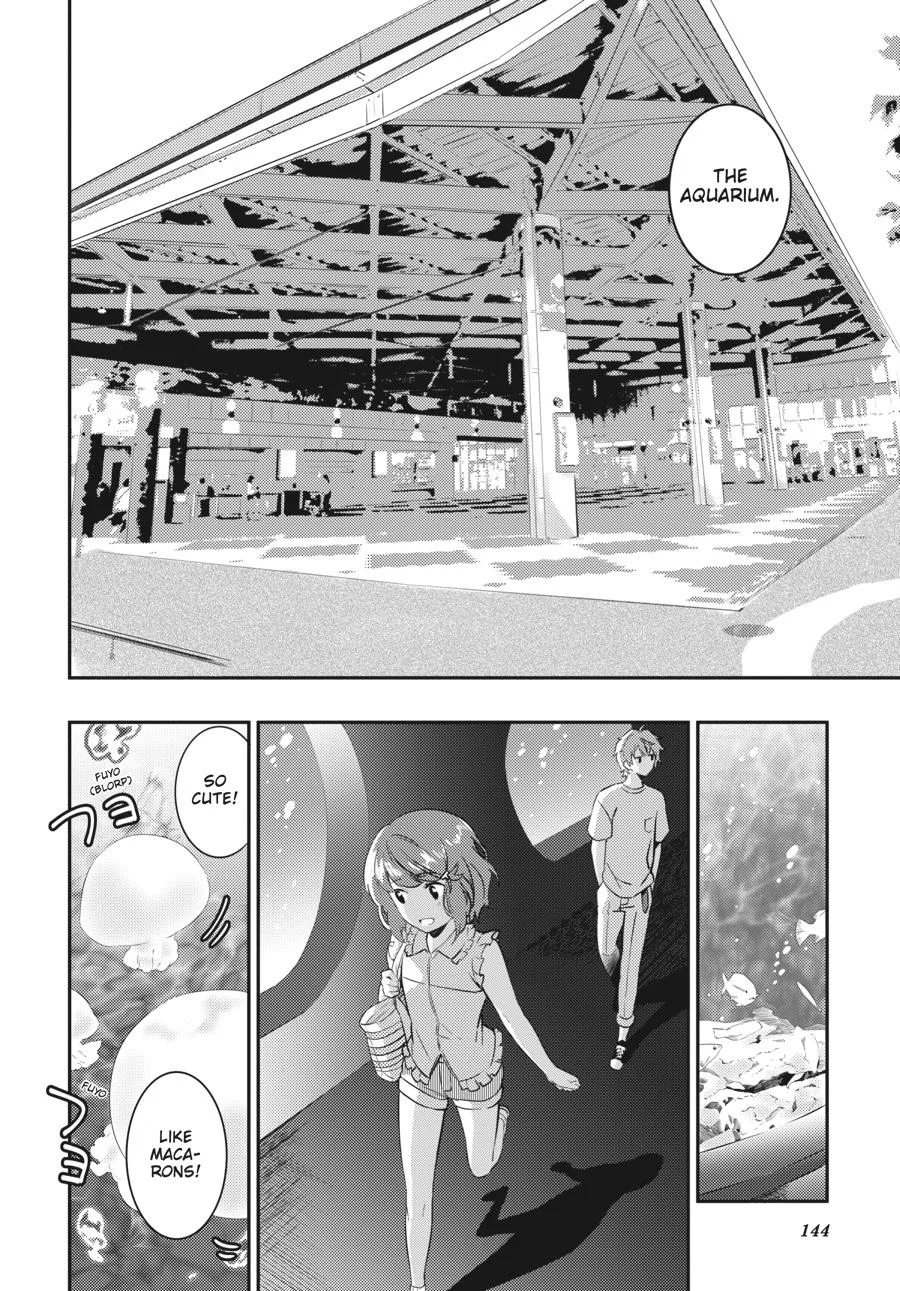 THE
AQUARIUM.
SO
CUTE!
FUYO
(BLORP)
フヨ
LIKE
MACA-
RONS!
FUYO
フヨ
144